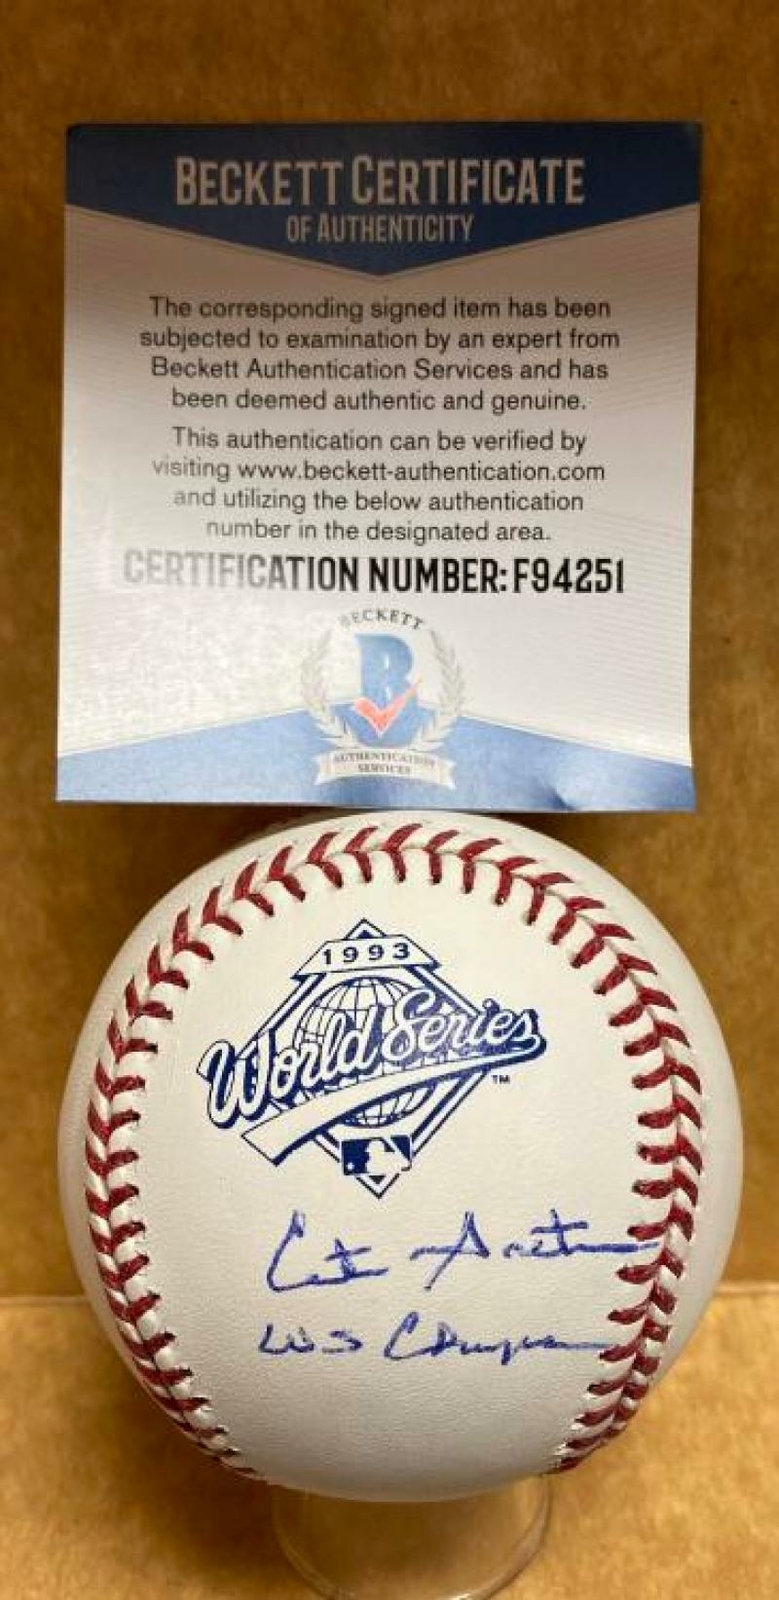 BECKETT CERTIFICATE
OF AUTHENTICITY
The corresponding signed item has been
subjected to examination by an expert from
Beckett Authentication Services and has
been deemed authentic and genuine.
This authentication can be verified by
visiting www.beckett-authentication.com
and utilizing the below authentication
number in the designated area.
CERTIFICATION NUMBER: F94251
BECKETT
B
AUTHENTICATION
SERVICES
1993
World Series
TM
WS